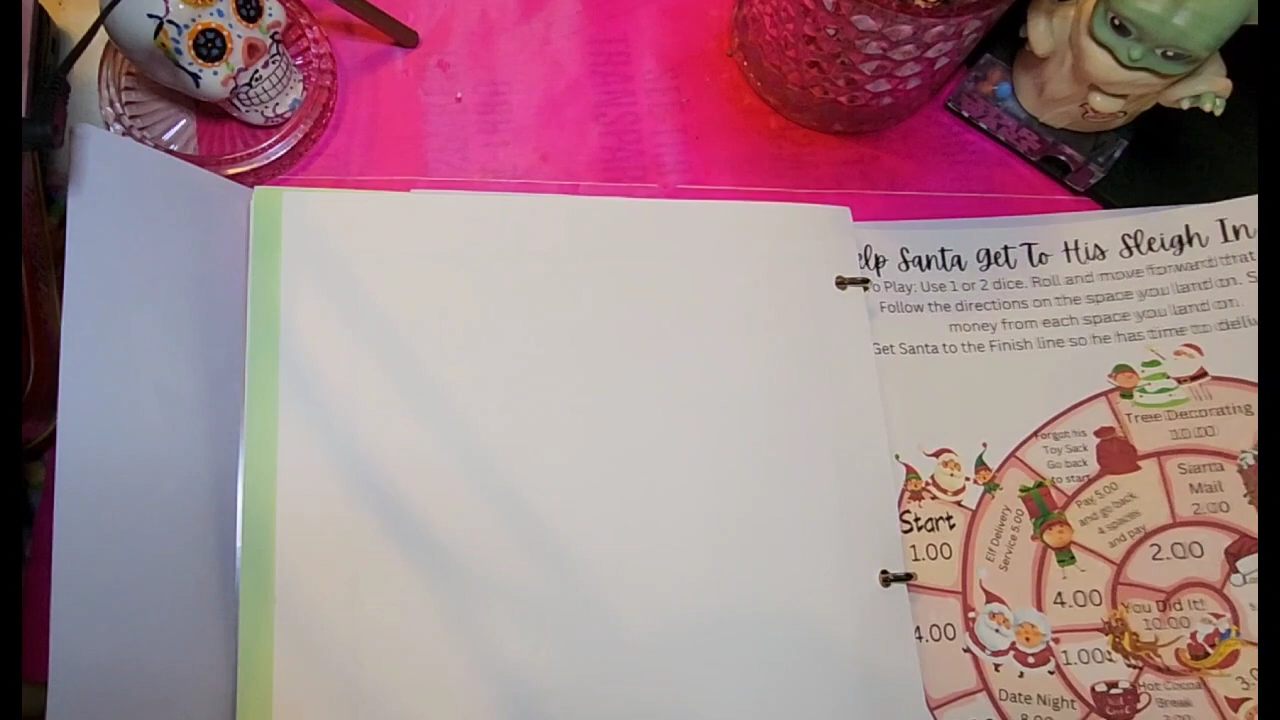 elp Santa get To His Sleigh In
o Play: Use 1 or 2 dice. Roll and move forward that
Follow the directions on the space you land on. S
money from each space you land on.
Get Santa to the Finish line so he has time to deliv
Tree Decorating
10.00
Forgot his
Toy Sack
Go back
to start
Santa
Mail
2.00
Pay 5.00
and go back
4 spaces
and pay
Elf Delivery
Service 5.00
Start
1.00
2.00
4.00
You Did It!
10.00
4.00
1.00
Hot Cocoa
Break
Date Night
8.00